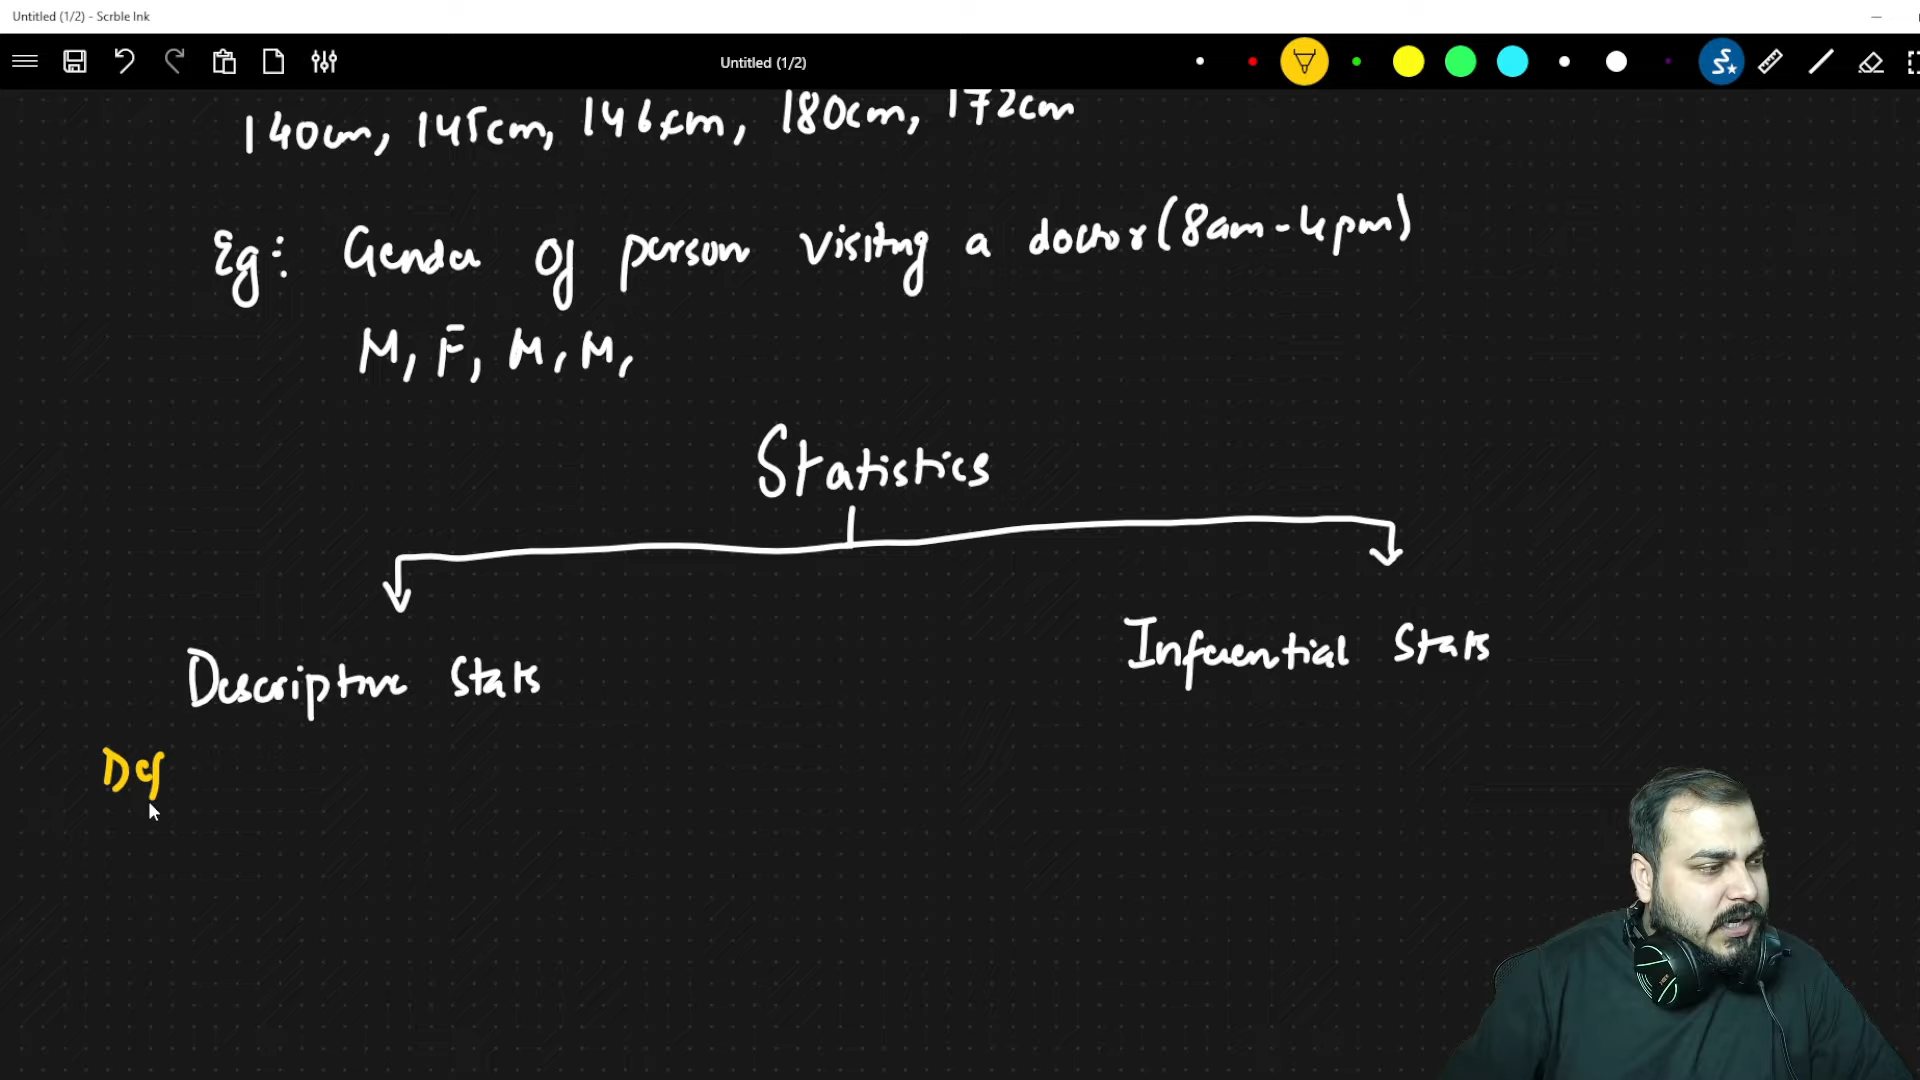 Untitled (1/2) - Scrble Ink
Untitled (1/2)
140cm, 145cm, 146cm, 180cm, 172cm
Eg: Gender Of person visiting a doctor (8am-4pm)
M, F, M, M,
Statistics
Descriptive Stats
Inferential Stats
Def